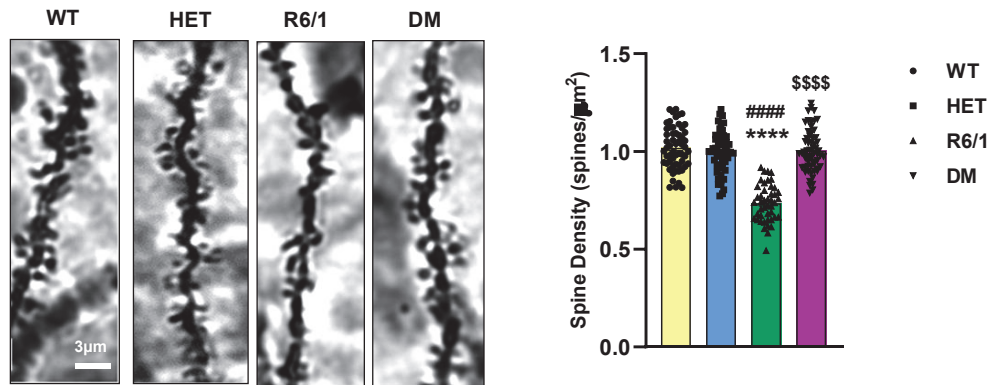 WT
HET
R6/1
DM
3µm
Spine Density (spines/ m²)
1.5
1.0
0.5
0.0
####
****
$$$$
WT
HET
R6/1
DM